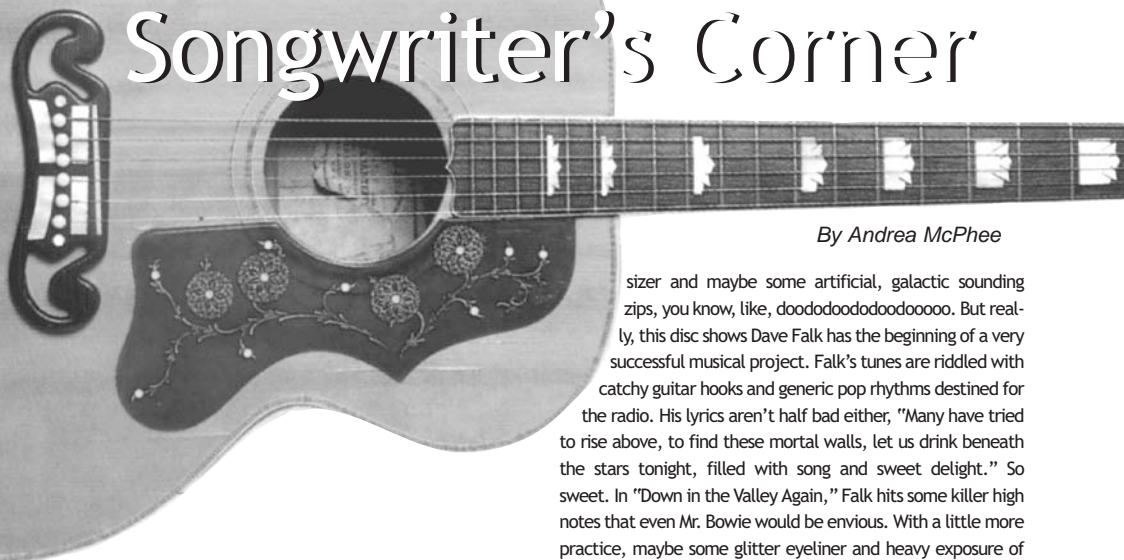 Songwriter's Corner
By Andrea McPhee
sizer and maybe some artificial, galactic sounding
zips, you know, like, doododoododoodooooo. But real-
ly, this disc shows Dave Falk has the beginning of a very
successful musical project. Falk's tunes are riddled with
catchy guitar hooks and generic pop rhythms destined for
the radio. His lyrics aren't half bad either, "Many have tried
to rise above, to find these mortal walls, let us drink beneath
the stars tonight, filled with song and sweet delight." So
sweet. In "Down in the Valley Again," Falk hits some killer high
notes that even Mr. Bowie would be envious. With a little more
practice, maybe some glitter eyeliner and heavy exposure of